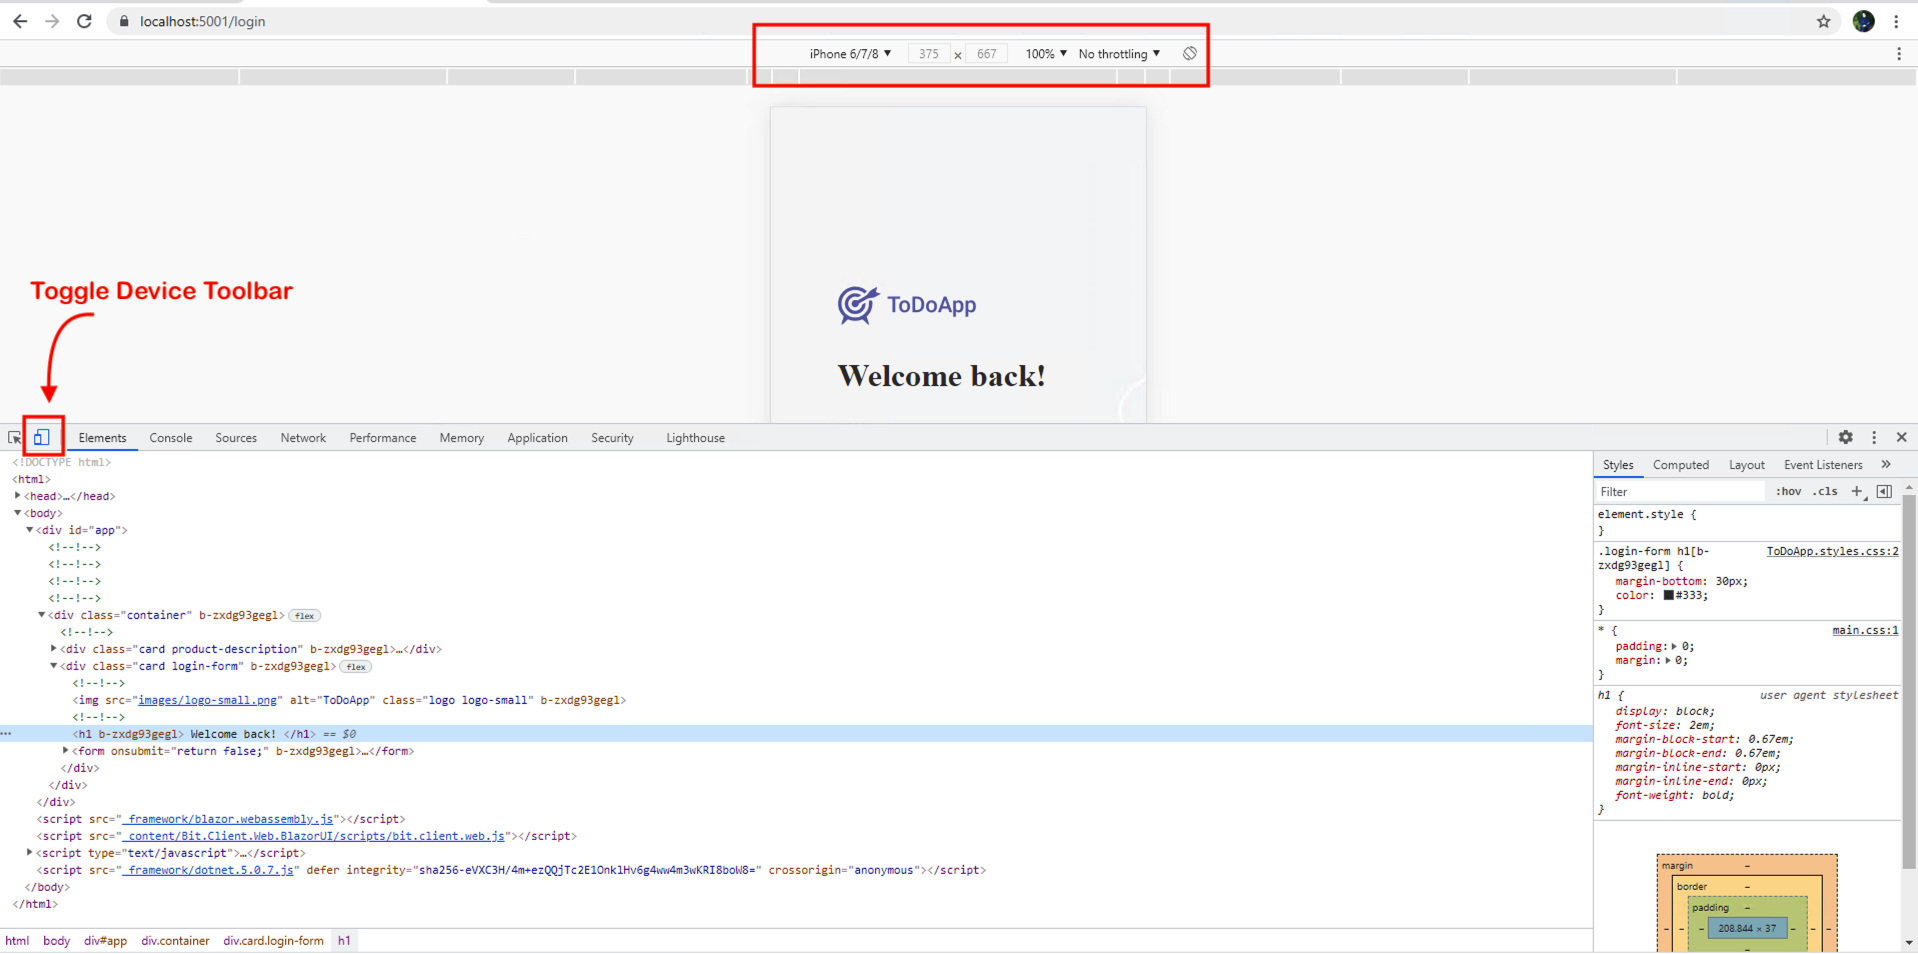 localhost:5001/login
iPhone 6/7/8 ▼ 375 × 667 100% ▼ No throttling ▼
ToDoApp
Welcome back!
Toggle Device Toolbar
Elements Console Sources Network Performance Memory Application Security Lighthouse
<!DOCTYPE html>
<html>
<head>…</head>
<body>
<div id="app">
<!--!-->
<!--!-->
<!--!-->
<!--!-->
<div class="container" b-zxdg93gegl> flex
<!--!-->
<div class="card product-description" b-zxdg93gegl>…</div>
<div class="card login-form" b-zxdg93gegl> flex
<!--!-->
<img src="images/logo-small.png" alt="ToDoApp" class="logo logo-small" b-zxdg93gegl>
<!--!-->
<h1 b-zxdg93gegl> Welcome back! </h1> == $0
<form onsubmit="return false;" b-zxdg93gegl>…</form>
</div>
</div>
</div>
<script src="_framework/blazor.webassembly.js"></script>
<script src="_content/Bit.Client.Web.BlazorUI/scripts/bit.client.web.js"></script>
<script type="text/javascript">…</script>
<script src="_framework/dotnet.5.0.7.js" defer integrity="sha256-eVXC3H/4m+ezQQjTc2E1Onk1Hv6g4ww4m3wKRI8boW8=" crossorigin="anonymous"></script>
</body>
</html>
html body div#app div.container div.card.login-form h1
Styles Computed Layout Event Listeners »
Filter :hov .cls +
element.style {
}
.login-form h1[b- ToDoApp.styles.css:2
zxdg93gegl] {
margin-bottom: 30px;
color: #333;
}
* { main.css:1
padding: 0;
margin: 0;
}
h1 { user agent stylesheet
display: block;
font-size: 2em;
margin-block-start: 0.67em;
margin-block-end: 0.67em;
margin-inline-start: 0px;
margin-inline-end: 0px;
font-weight: bold;
}
margin –
border –
padding –
– – – 208.844 × 37 – – –
–